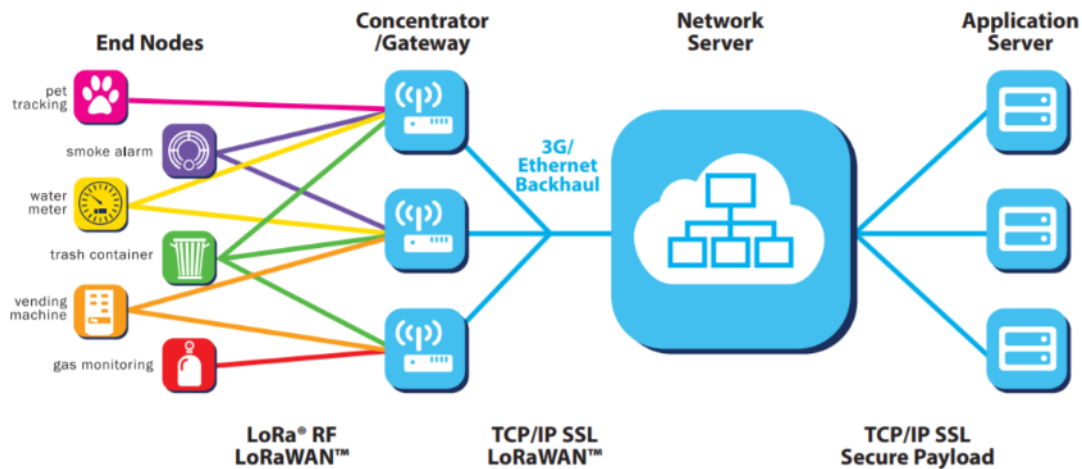 End Nodes
Concentrator
/Gateway
Network
Server
Application
Server
pet
tracking
smoke alarm
water
meter
trash container
vending
machine
gas monitoring
3G/
Ethernet
Backhaul
LoRa® RF
LoRaWAN™
TCP/IP SSL
LoRaWAN™
TCP/IP SSL
Secure Payload